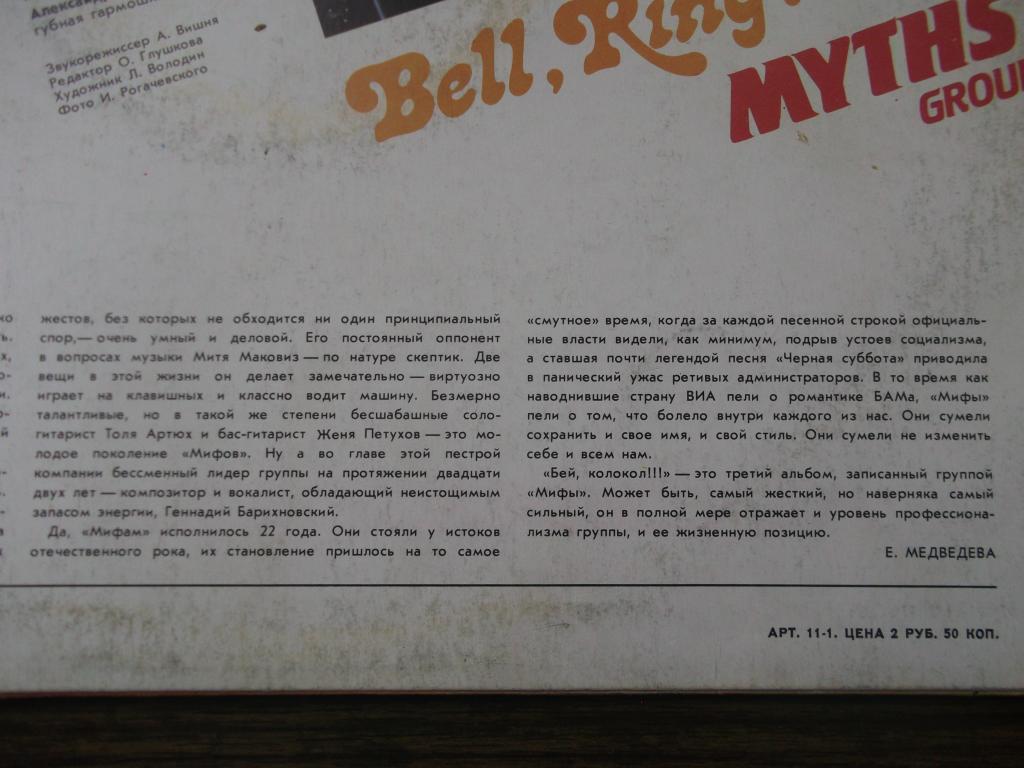 Александ
губная гармошк
Звукорежиссер А. Вишня
Редактор О. Глушкова
Художник Л. Володин
Фото И. Рогачевского
Bell, Ring
MYTHS
GROU
жестов, без которых не обходится ни один принципиальный
спор,— очень умный и деловой. Его постоянный оппонент
в вопросах музыки Митя Маковиз — по натуре скептик. Две
вещи в этой жизни он делает замечательно — виртуозно
играет на клавишных и классно водит машину. Безмерно
талантливые, но в такой же степени бесшабашные соло-
гитарист Толя Артюх и бас-гитарист Женя Петухов — это мо-
лодое поколение «Мифов». Ну а во главе этой пестрой
компании бессменный лидер группы на протяжении двадцати
двух лет — композитор и вокалист, обладающий неистощимым
запасом энергии, Геннадий Барихновский.
Да, «Мифам» исполнилось 22 года. Они стояли у истоков
отечественного рока, их становление пришлось на то самое
«смутное» время, когда за каждой песенной строкой официаль-
ные власти видели, как минимум, подрыв устоев социализма,
а ставшая почти легендой песня «Черная суббота» приводила
в панический ужас ретивых администраторов. В то время как
наводнившие страну ВИА пели о романтике БАМа, «Мифы»
пели о том, что болело внутри каждого из нас. Они сумели
сохранить и свое имя, и свой стиль. Они сумели не изменить
себе и всем нам.
«Бей, колокол!!!» — это третий альбом, записанный группой
«Мифы». Может быть, самый жесткий, но наверняка самый
сильный, он в полной мере отражает и уровень профессиона-
лизма группы, и ее жизненную позицию.
Е. МЕДВЕДЕВА
АРТ. 11-1. ЦЕНА 2 РУБ. 50 КОП.